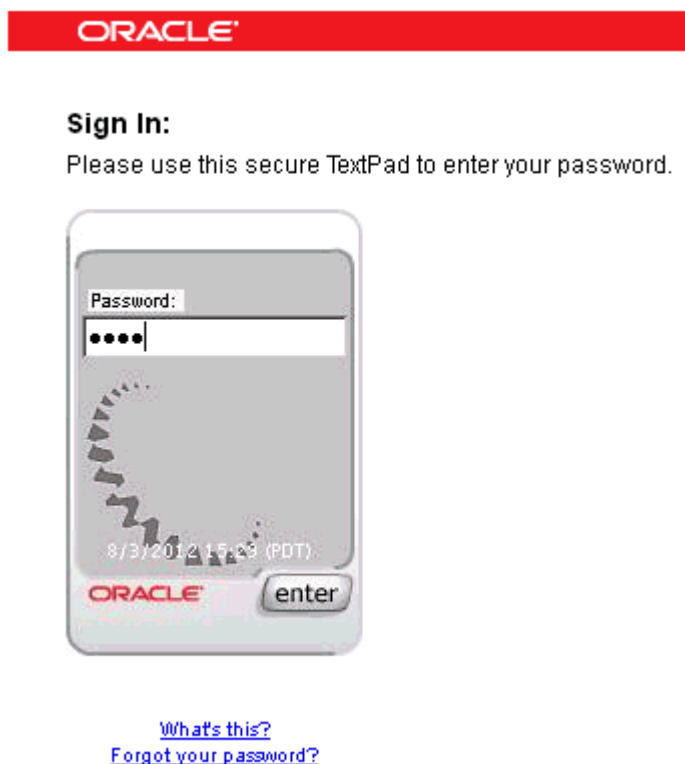 ORACLE
Sign In:
Please use this secure TextPad to enter your password.
Password:
••••
8/3/2012 15:29 (PDT)
ORACLE
enter
What's this?
Forgot your password?